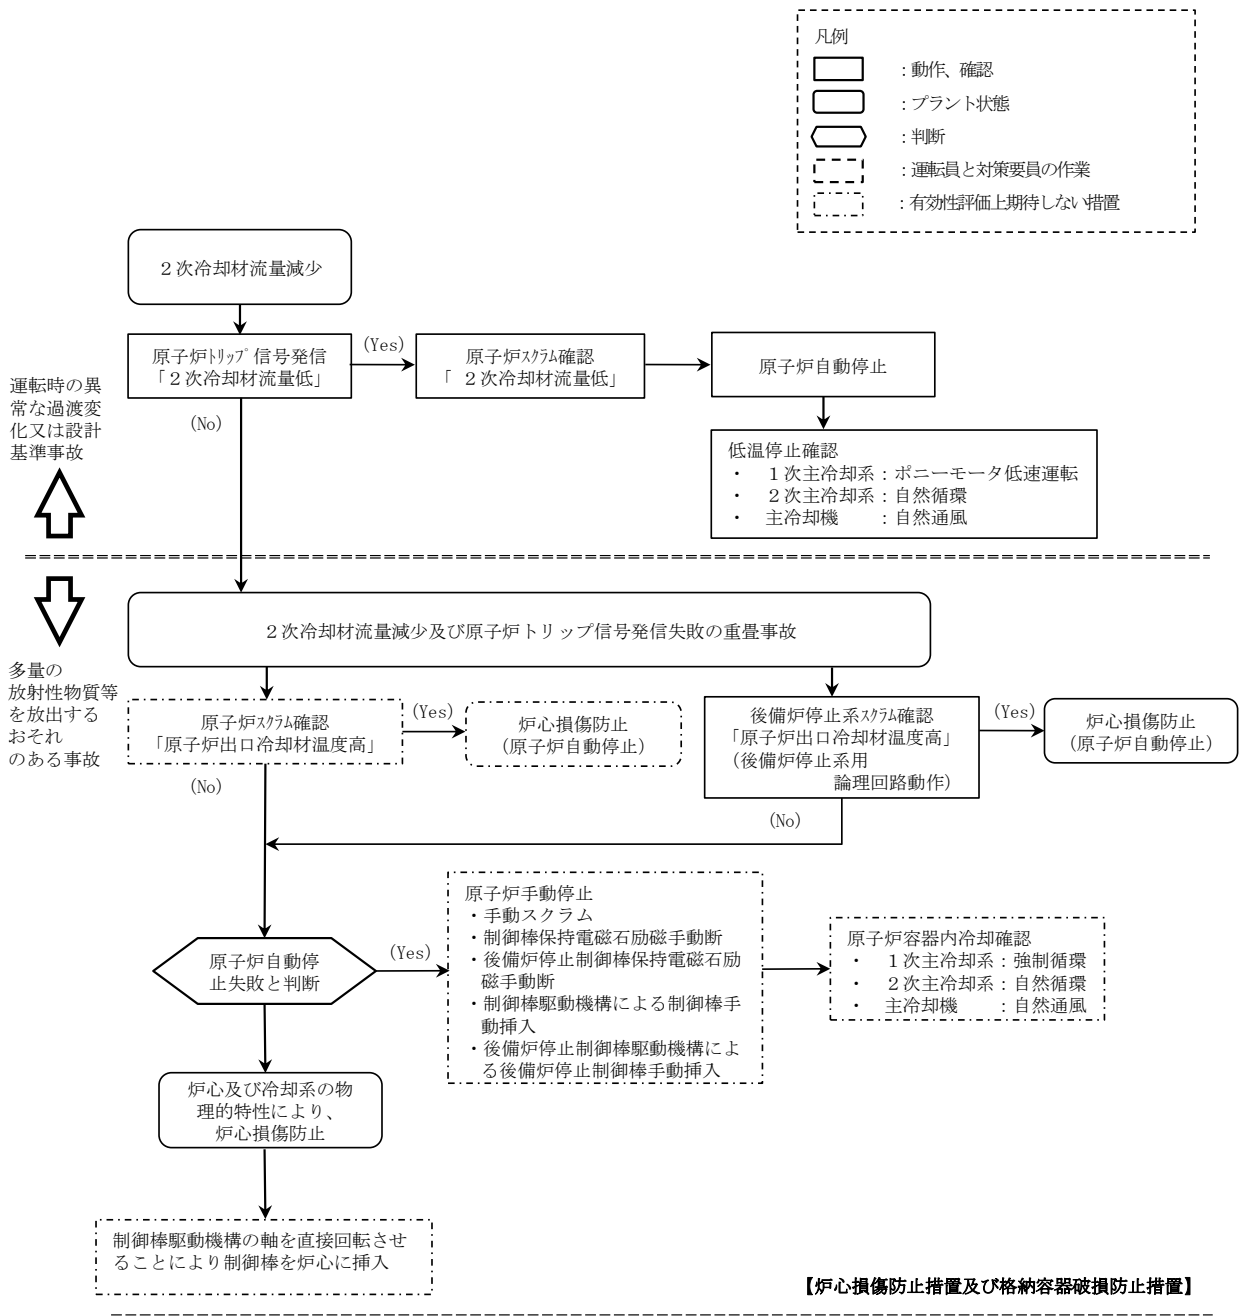 凡例
：動作、確認
：プラント状態
：判断
：運転員と対策要員の作業
：有効性評価上期待しない措置
２次冷却材流量減少
原子炉ﾄﾘｯﾌﾟ信号発信
「２次冷却材流量低」
(Yes)
原子炉ｽｸﾗﾑ確認
「２次冷却材流量低」
原子炉自動停止
(No)
運転時の異
常な過渡変
化又は設計
基準事故
低温停止確認
・　１次主冷却系：ポニーモータ低速運転
・　２次主冷却系：自然循環
・　主冷却機　　：自然通風
２次冷却材流量減少及び原子炉トリップ信号発信失敗の重畳事故
多量の
放射性物質等
を放出する
おそれ
のある事故
原子炉ｽｸﾗﾑ確認
「原子炉出口冷却材温度高」
(Yes)
炉心損傷防止
(原子炉自動停止)
後備炉停止系ｽｸﾗﾑ確認
「原子炉出口冷却材温度高」
（後備炉停止系用
論理回路動作）
(Yes)
炉心損傷防止
(原子炉自動停止)
(No)
(No)
原子炉自動停
止失敗と判断
(Yes)
原子炉手動停止
・手動スクラム
・制御棒保持電磁石励磁手動断
・後備炉停止制御棒保持電磁石励
磁手動断
・制御棒駆動機構による制御棒手
動挿入
・後備炉停止制御棒駆動機構によ
る後備炉停止制御棒手動挿入
原子炉容器内冷却確認
・　１次主冷却系：強制循環
・　２次主冷却系：自然循環
・　主冷却機　　：自然通風
炉心及び冷却系の物
理的特性により、
炉心損傷防止
制御棒駆動機構の軸を直接回転させ
ることにより制御棒を炉心に挿入
【炉心損傷防止措置及び格納容器破損防止措置】